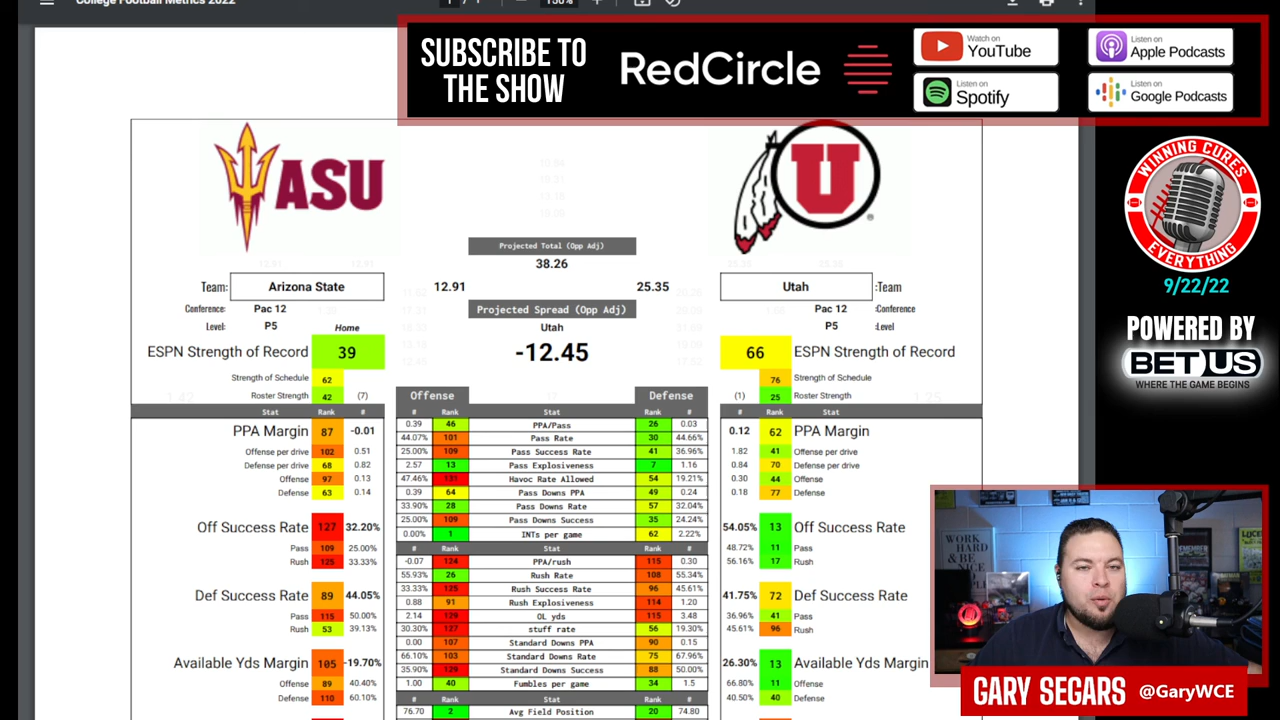 College Football Metrics 2022
150%
SUBSCRIBE TO
THE SHOW
RedCircle
Watch on
YouTube
Listen on
Apple Podcasts
Listen on
Spotify
Listen on
Google Podcasts
WINNING CURES
EVERYTHING
9/22/22
POWERED BY
BETUS
WHERE THE GAME BEGINS
ASU
U
Projected Total (Opp Adj)
38.26
Team: Arizona State 12.91 25.35 Utah :Team
Conference: Pac 12 Projected Spread (Opp Adj) Pac 12 :Conference
Level: P5 Home Utah P5 :Level
ESPN Strength of Record 39 -12.45 66 ESPN Strength of Record
Strength of Schedule 62 76 Strength of Schedule
Roster Strength 42 (7) Offense Defense (1) 25 Roster Strength
Stat Rank # # Rank Stat Rank # # Rank Stat
PPA Margin 87 -0.01
Offense per drive 102 0.51
Defense per drive 68 0.82
Offense 97 0.13
Defense 63 0.14
Off Success Rate 127 32.20%
Pass 109 25.00%
Rush 125 33.33%
Def Success Rate 89 44.05%
Pass 115 50.00%
Rush 53 39.13%
Available Yds Margin 105 -19.70%
Offense 89 40.40%
Defense 110 60.10%
0.39 46 PPA/Pass 26 0.03
44.07% 101 Pass Rate 30 44.66%
25.00% 109 Pass Success Rate 41 36.96%
2.57 13 Pass Explosiveness 7 1.16
47.46% 131 Havoc Rate Allowed 54 19.21%
0.39 64 Pass Downs PPA 49 0.24
33.90% 28 Pass Downs Rate 57 32.04%
25.00% 109 Pass Downs Success 35 24.24%
0.00% 1 INTs per game 62 2.22%
# Rank Stat Rank #
-0.07 124 PPA/rush 115 0.30
55.93% 26 Rush Rate 108 55.34%
33.33% 125 Rush Success Rate 96 45.61%
0.88 91 Rush Explosiveness 114 1.20
2.14 129 OL yds 115 3.48
30.30% 127 stuff rate 56 19.30%
0.00 107 Standard Downs PPA 90 0.15
66.10% 103 Standard Downs Rate 75 67.96%
35.90% 129 Standard Downs Success 88 50.00%
1.00 40 Fumbles per game 34 1.5
# Rank Stat Rank #
76.70 2 Avg Field Position 20 74.80
0.12 62 PPA Margin
1.82 41 Offense per drive
0.84 70 Defense per drive
0.30 44 Offense
0.18 77 Defense
54.05% 13 Off Success Rate
48.72% 11 Pass
56.16% 17 Rush
41.75% 72 Def Success Rate
36.96% 41 Pass
45.61% 96 Rush
26.30% 13 Available Yds Margin
66.80% 11 Offense
40.50% 40 Defense
WORK
HARD
& BE
NICE
GARY SEGARS @GaryWCE